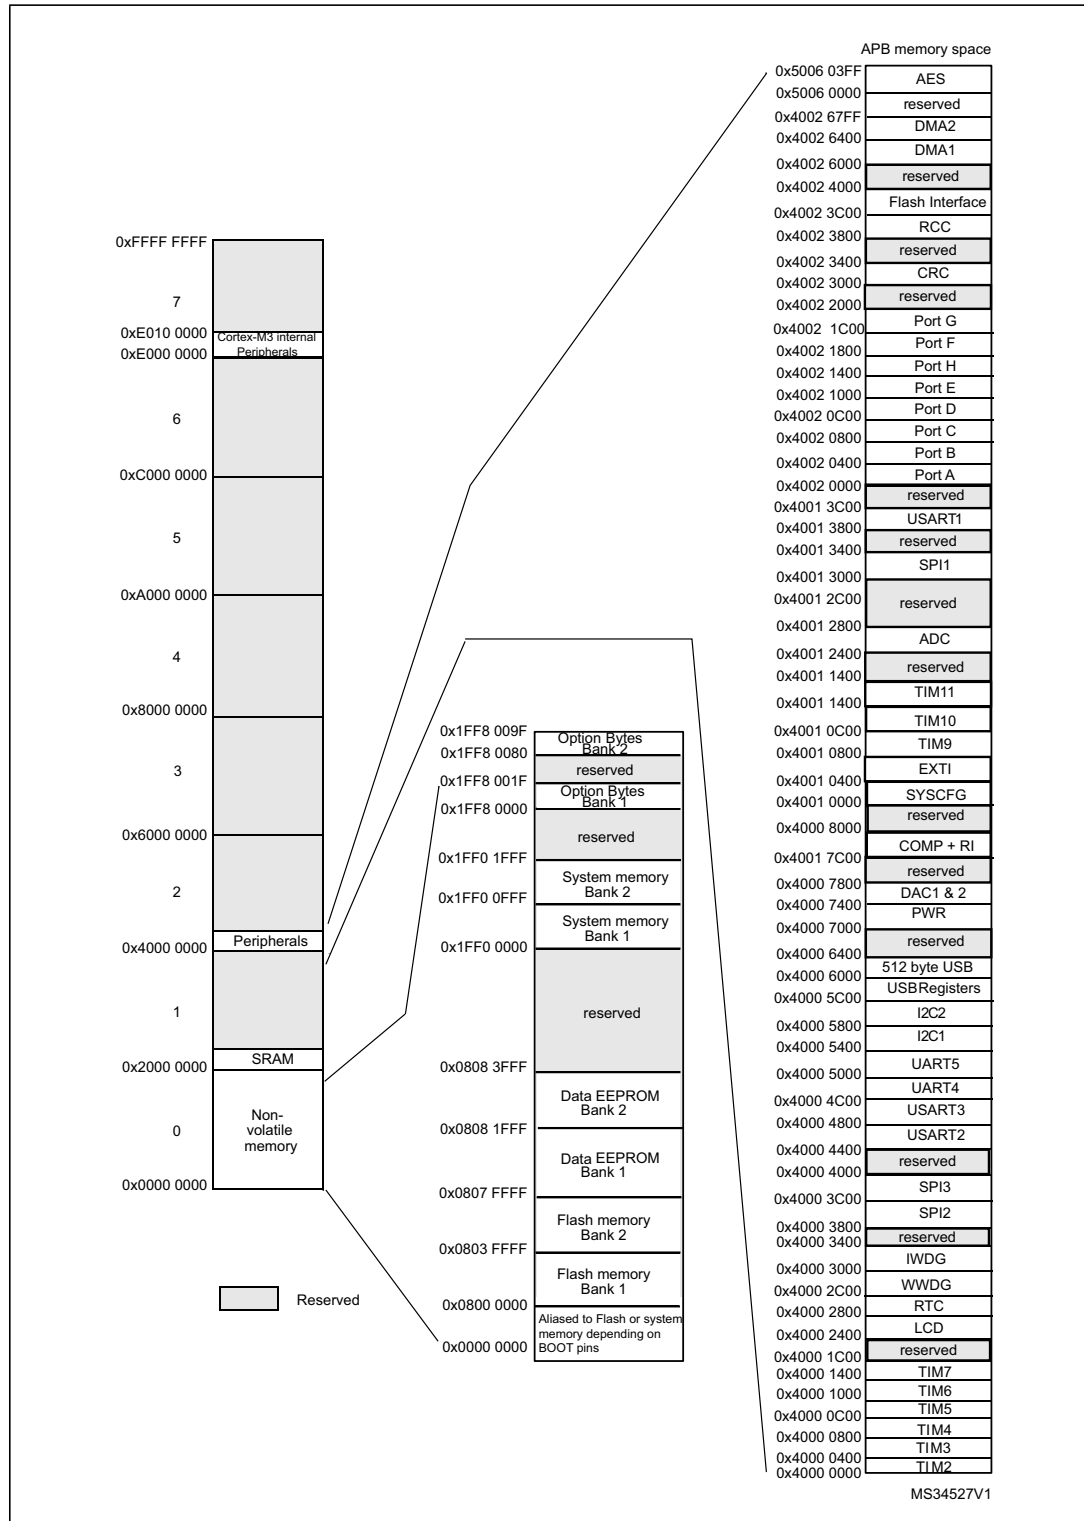 APB memory space
0x5006 03FF
AES
0x5006 0000
reserved
0x4002 67FF
DMA2
0x4002 6400
DMA1
0x4002 6000
reserved
0x4002 4000
Flash Interface
0x4002 3C00
RCC
0x4002 3800
reserved
0x4002 3400
CRC
0x4002 3000
reserved
0x4002 2000
Port G
0x4002 1C00
Port F
0x4002 1800
Port H
0x4002 1400
Port E
0x4002 1000
Port D
0x4002 0C00
Port C
0x4002 0800
Port B
0x4002 0400
Port A
0x4002 0000
reserved
0x4001 3C00
USART1
0x4001 3800
reserved
0x4001 3400
SPI1
0x4001 3000
0x4001 2C00
reserved
0x4001 2800
ADC
0x4001 2400
reserved
0x4001 1400
TIM11
0x4001 1400
TIM10
0x4001 0C00
TIM9
0x4001 0800
EXTI
0x4001 0400
SYSCFG
0x4001 0000
reserved
0x4000 8000
COMP + RI
0x4001 7C00
reserved
0x4000 7800
DAC1 & 2
0x4000 7400
PWR
0x4000 7000
reserved
0x4000 6400
512 byte USB
0x4000 6000
USB Registers
0x4000 5C00
I2C2
0x4000 5800
I2C1
0x4000 5400
UART5
0x4000 5000
UART4
0x4000 4C00
USART3
0x4000 4800
USART2
0x4000 4400
reserved
0x4000 4000
SPI3
0x4000 3C00
SPI2
0x4000 3800
reserved
0x4000 3400
IWDG
0x4000 3000
WWDG
0x4000 2C00
RTC
0x4000 2800
LCD
0x4000 2400
reserved
0x4000 1C00
TIM7
0x4000 1400
TIM6
0x4000 1000
TIM5
0x4000 0C00
TIM4
0x4000 0800
TIM3
0x4000 0400
TIM2
0x4000 0000
0xFFFF FFFF
7
0xE010 0000
Cortex-M3 internal
Peripherals
0xE000 0000
6
0xC000 0000
5
0xA000 0000
4
0x8000 0000
3
0x6000 0000
2
Peripherals
0x4000 0000
1
SRAM
0x2000 0000
Non-
volatile
memory
0
0x0000 0000
Reserved
0x1FF8 009F
Option Bytes
Bank 2
0x1FF8 0080
reserved
0x1FF8 001F
Option Bytes
Bank 1
0x1FF8 0000
reserved
0x1FF0 1FFF
System memory
Bank 2
0x1FF0 0FFF
System memory
Bank 1
0x1FF0 0000
reserved
0x0808 3FFF
Data EEPROM
Bank 2
0x0808 1FFF
Data EEPROM
Bank 1
0x0807 FFFF
Flash memory
Bank 2
0x0803 FFFF
Flash memory
Bank 1
0x0800 0000
Aliased to Flash or system
memory depending on
BOOT pins
0x0000 0000
MS34527V1